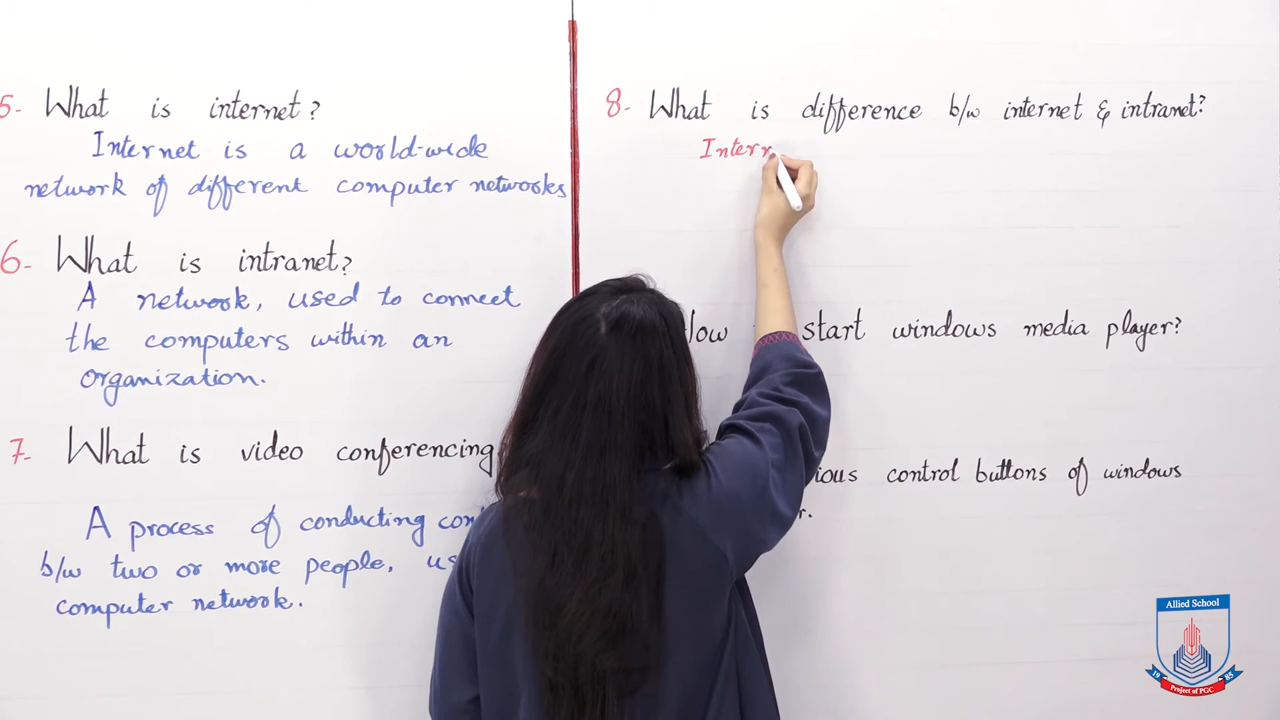 5- What is internet?
Internet is a world-wide
network of different computer networks
6- What is intranet?
A network, used to connect
the computers within an
organization.
7- What is video conferencing
A process of conducting
b/w two or more people,
computer network.
8- What is difference b/w internet & intranet?
Inter
start windows media player?
control buttons of windows
Allied School
19 85
Project of PGC